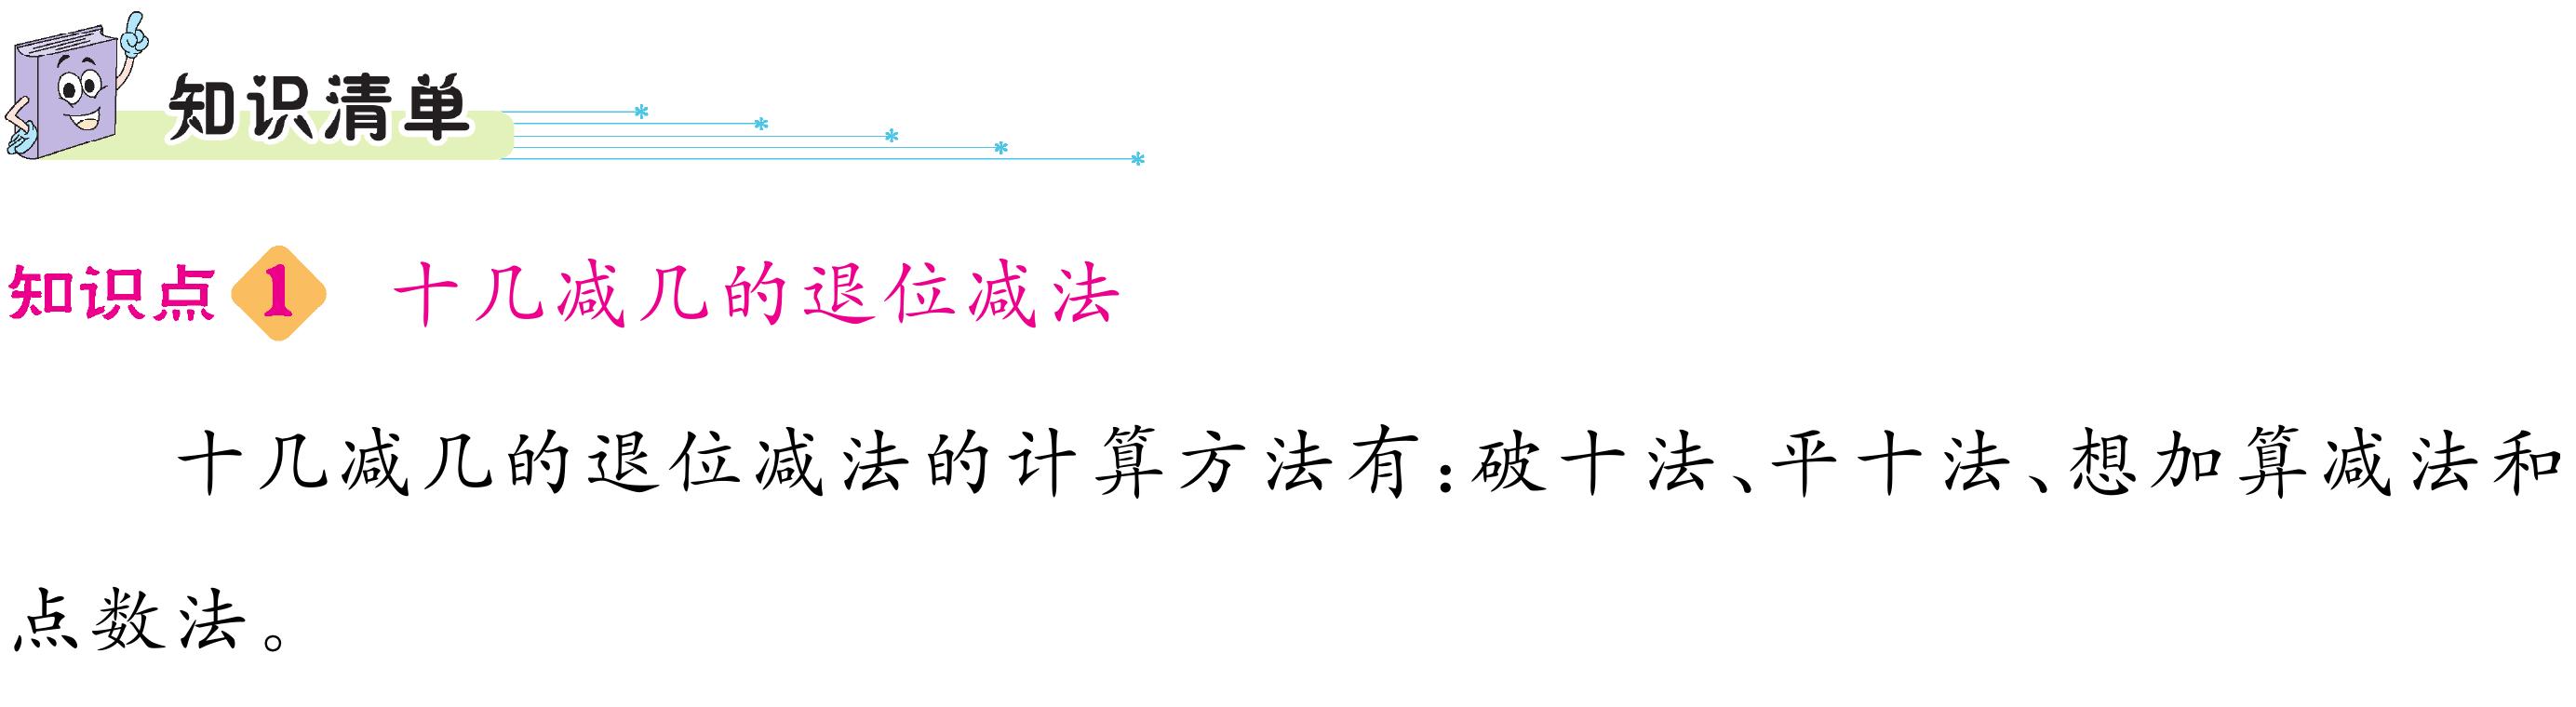 知识清单
知识点1 十几减几的退位减法
十几减几的退位减法的计算方法有:破十法、平十法、想加算减法和
点数法。